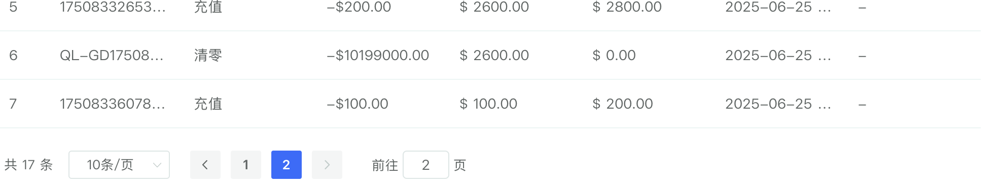 5 17508332653... 充值 -$200.00 $ 2600.00 $ 2800.00 2025-06-25 ... -
6 QL-GD17508... 清零 -$10199000.00 $ 2600.00 $ 0.00 2025-06-25 ... -
7 17508336078... 充值 -$100.00 $ 100.00 $ 200.00 2025-06-25 ... -
共 17 条 10条/页 1 2 前往 2 页